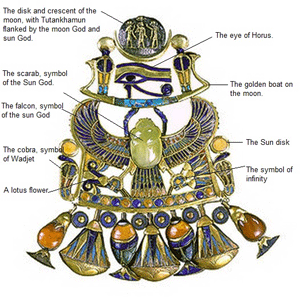 The disk and crescent of the
moon, with Tutankhamun
flanked by the moon God and
sun God.
The eye of Horus.
The scarab, symbol
of the Sun God.
The golden boat on
the moon.
The falcon, symbol of
the sun God
The cobra, symbol
of Wadjet
The Sun disk
The symbol of
infinity
A lotus flower